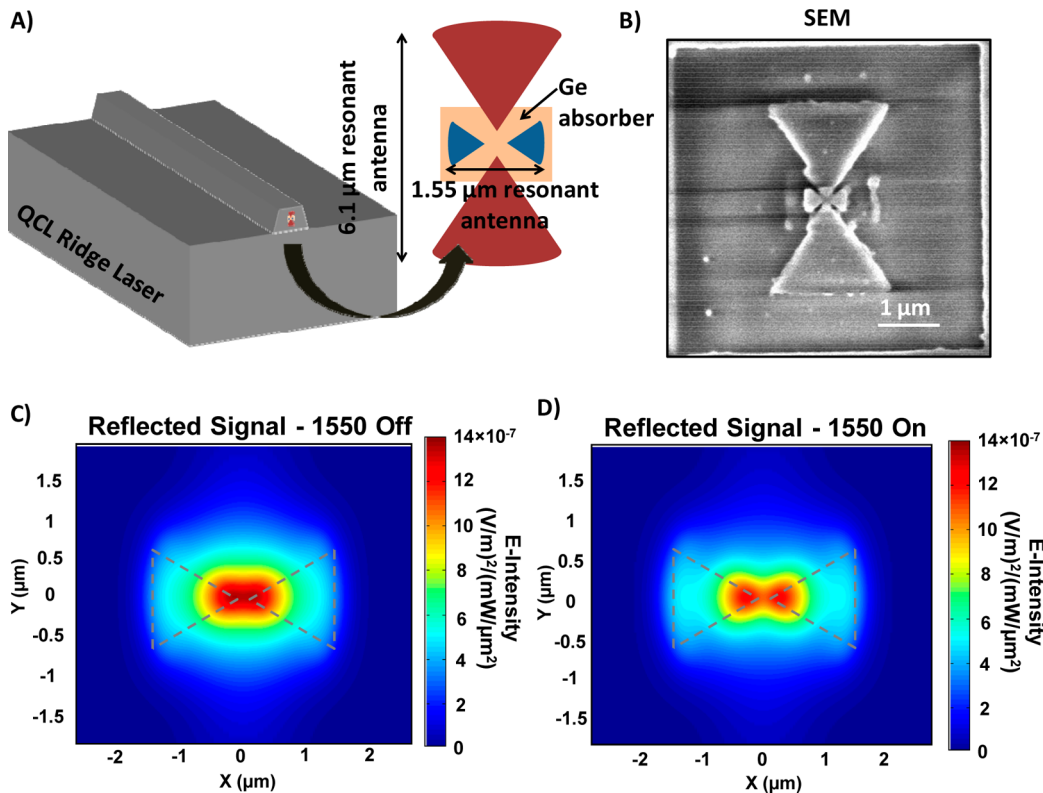 A)
6.1 μm resonant
antenna
Ge
absorber
1.55 μm resonant
antenna
QCL Ridge Laser
B)
SEM
1 μm
C)
Reflected Signal - 1550 Off
14×10⁻⁷
12
10
8
6
4
2
0
E-Intensity
(V/m)²/(mW/μm²)
Y (μm)
1.5
1
0.5
0
-0.5
-1
-1.5
-2
-1
0
1
2
X (μm)
D)
Reflected Signal - 1550 On
14×10⁻⁷
12
10
8
6
4
2
0
E-Intensity
(V/m)²/(mW/μm²)
Y (μm)
1.5
1
0.5
0
-0.5
-1
-1.5
-2
-1
0
1
2
X (μm)